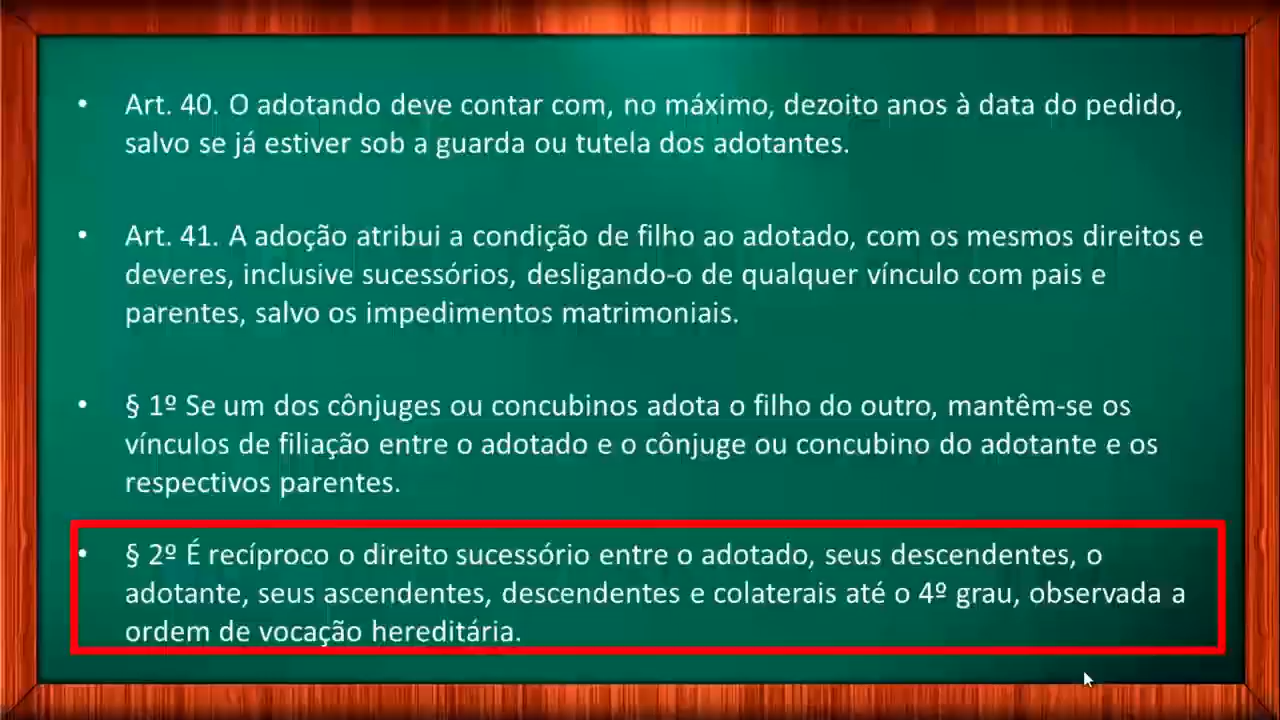 • Art. 40. O adotando deve contar com, no máximo, dezoito anos à data do pedido,
salvo se já estiver sob a guarda ou tutela dos adotantes.
• Art. 41. A adoção atribui a condição de filho ao adotado, com os mesmos direitos e
deveres, inclusive sucessórios, desligando-o de qualquer vínculo com pais e
parentes, salvo os impedimentos matrimoniais.
• § 1º Se um dos cônjuges ou concubinos adota o filho do outro, mantêm-se os
vínculos de filiação entre o adotado e o cônjuge ou concubino do adotante e os
respectivos parentes.
• § 2º É recíproco o direito sucessório entre o adotado, seus descendentes, o
adotante, seus ascendentes, descendentes e colaterais até o 4º grau, observada a
ordem de vocação hereditária.